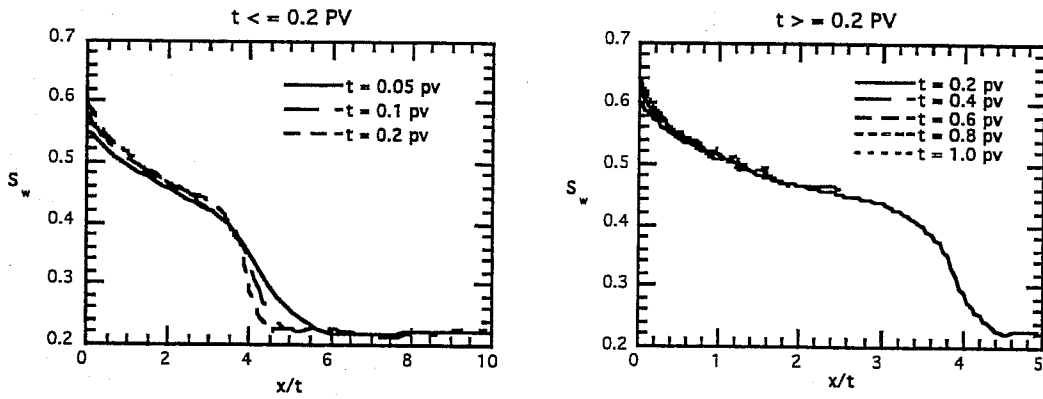 t < = 0.2 PV
0.7
0.6
0.5
0.4
0.3
0.2
S w
t = 0.05 pv
t = 0.1 pv
t = 0.2 pv
0 2 4 6 8 10
x/t
t > = 0.2 PV
0.7
0.6
0.5
0.4
0.3
0.2
S w
t = 0.2 pv
t = 0.4 pv
t = 0.6 pv
t = 0.8 pv
t = 1.0 pv
0 1 2 3 4 5
x/t